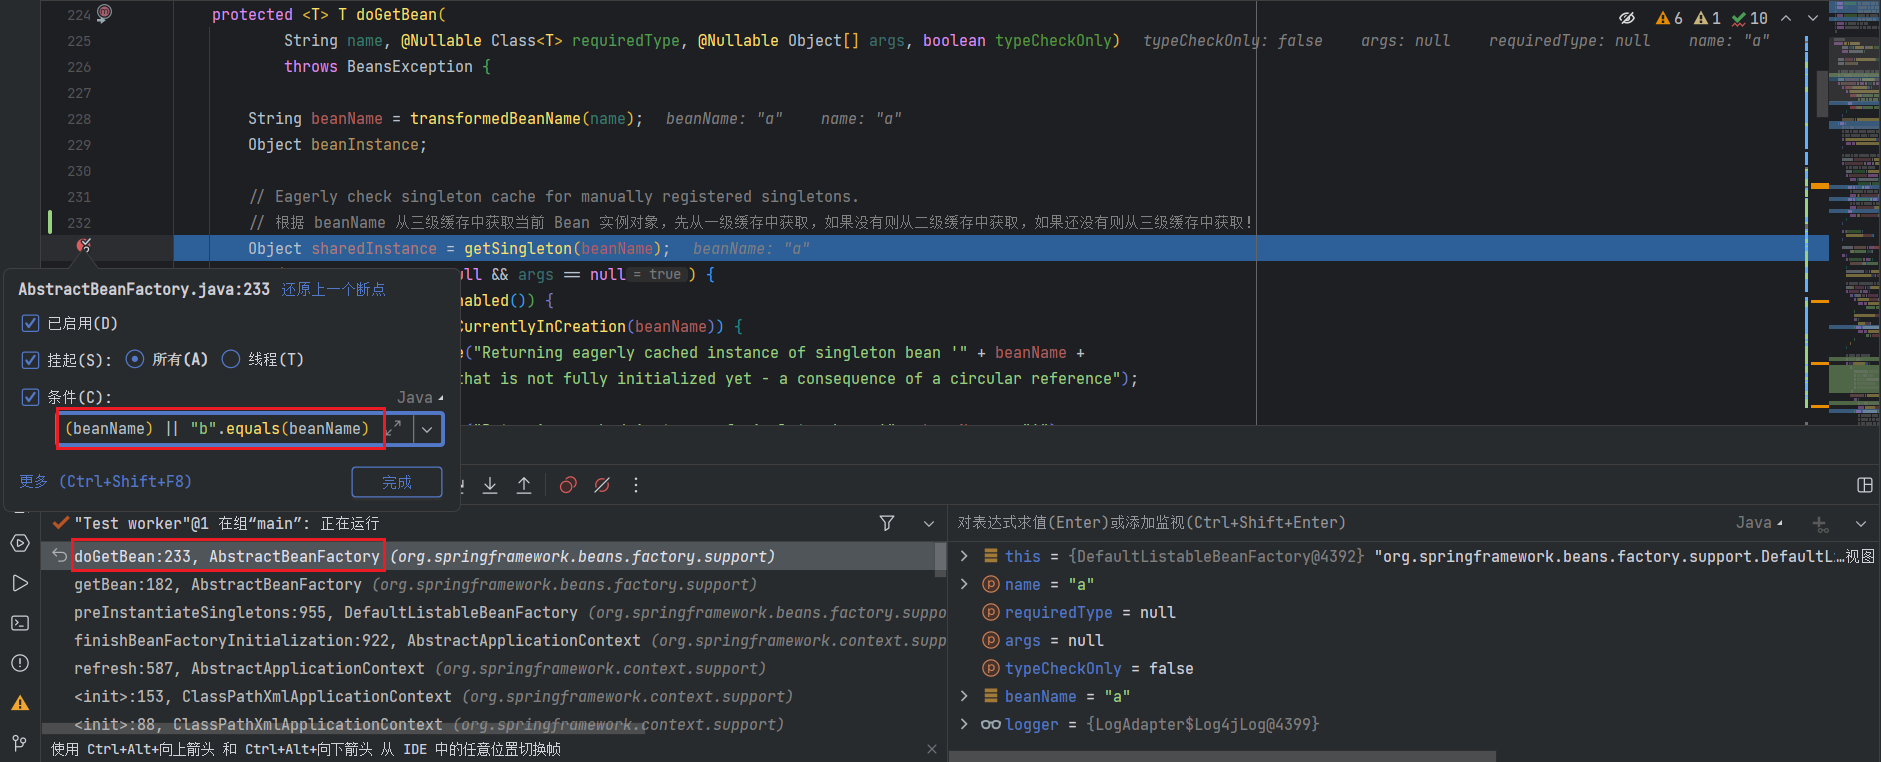 224 protected <T> T doGetBean(
225 String name, @Nullable Class<T> requiredType, @Nullable Object[] args, boolean typeCheckOnly) typeCheckOnly: false args: null requiredType: null name: "a"
226 throws BeansException {
227
228 String beanName = transformedBeanName(name); beanName: "a" name: "a"
229 Object beanInstance;
230
231 // Eagerly check singleton cache for manually registered singletons.
232 // 根据 beanName 从三级缓存中获取当前 Bean 实例对象，先从一级缓存中获取，如果没有则从二级缓存中获取，如果还没有则从三级缓存中获取！
Object sharedInstance = getSingleton(beanName); beanName: "a"
ull && args == null = true ) {
nabled()) {
CurrentlyInCreation(beanName)) {
e("Returning eagerly cached instance of singleton bean '" + beanName +
that is not fully initialized yet - a consequence of a circular reference");
6 1 10
AbstractBeanFactory.java:233 还原上一个断点
已启用(D)
挂起(S): 所有(A) 线程(T)
条件(C): Java
(beanName) || "b".equals(beanName)
更多 (Ctrl+Shift+F8) 完成
"Test worker"@1 在组“main”: 正在运行
doGetBean:233, AbstractBeanFactory (org.springframework.beans.factory.support)
getBean:182, AbstractBeanFactory (org.springframework.beans.factory.support)
preInstantiateSingletons:955, DefaultListableBeanFactory (org.springframework.beans.factory.suppo
finishBeanFactoryInitialization:922, AbstractApplicationContext (org.springframework.context.supp
refresh:587, AbstractApplicationContext (org.springframework.context.support)
<init>:153, ClassPathXmlApplicationContext (org.springframework.context.support)
<init>:88, ClassPathXmlApplicationContext (org.springframework.context.support)
使用 Ctrl+Alt+向上箭头 和 Ctrl+Alt+向下箭头 从 IDE 中的任意位置切换帧
对表达式求值(Enter)或添加监视(Ctrl+Shift+Enter) Java
this = {DefaultListableBeanFactory@4392} "org.springframework.beans.factory.support.DefaultL... 视图
name = "a"
requiredType = null
args = null
typeCheckOnly = false
beanName = "a"
logger = {LogAdapter$Log4jLog@4399}